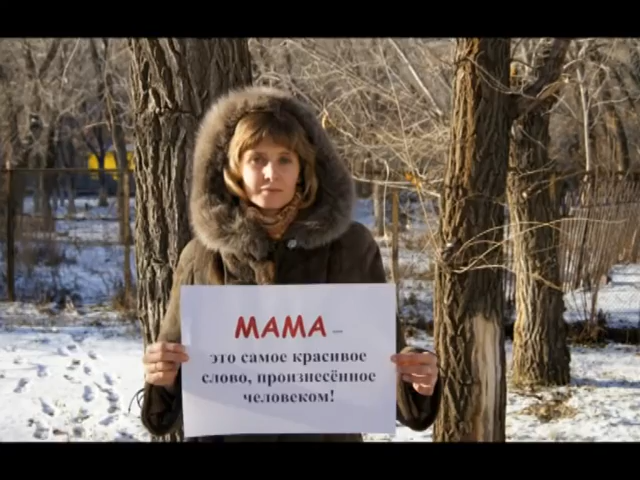 МАМА –
это самое красивое
слово, произнесённое
человеком!